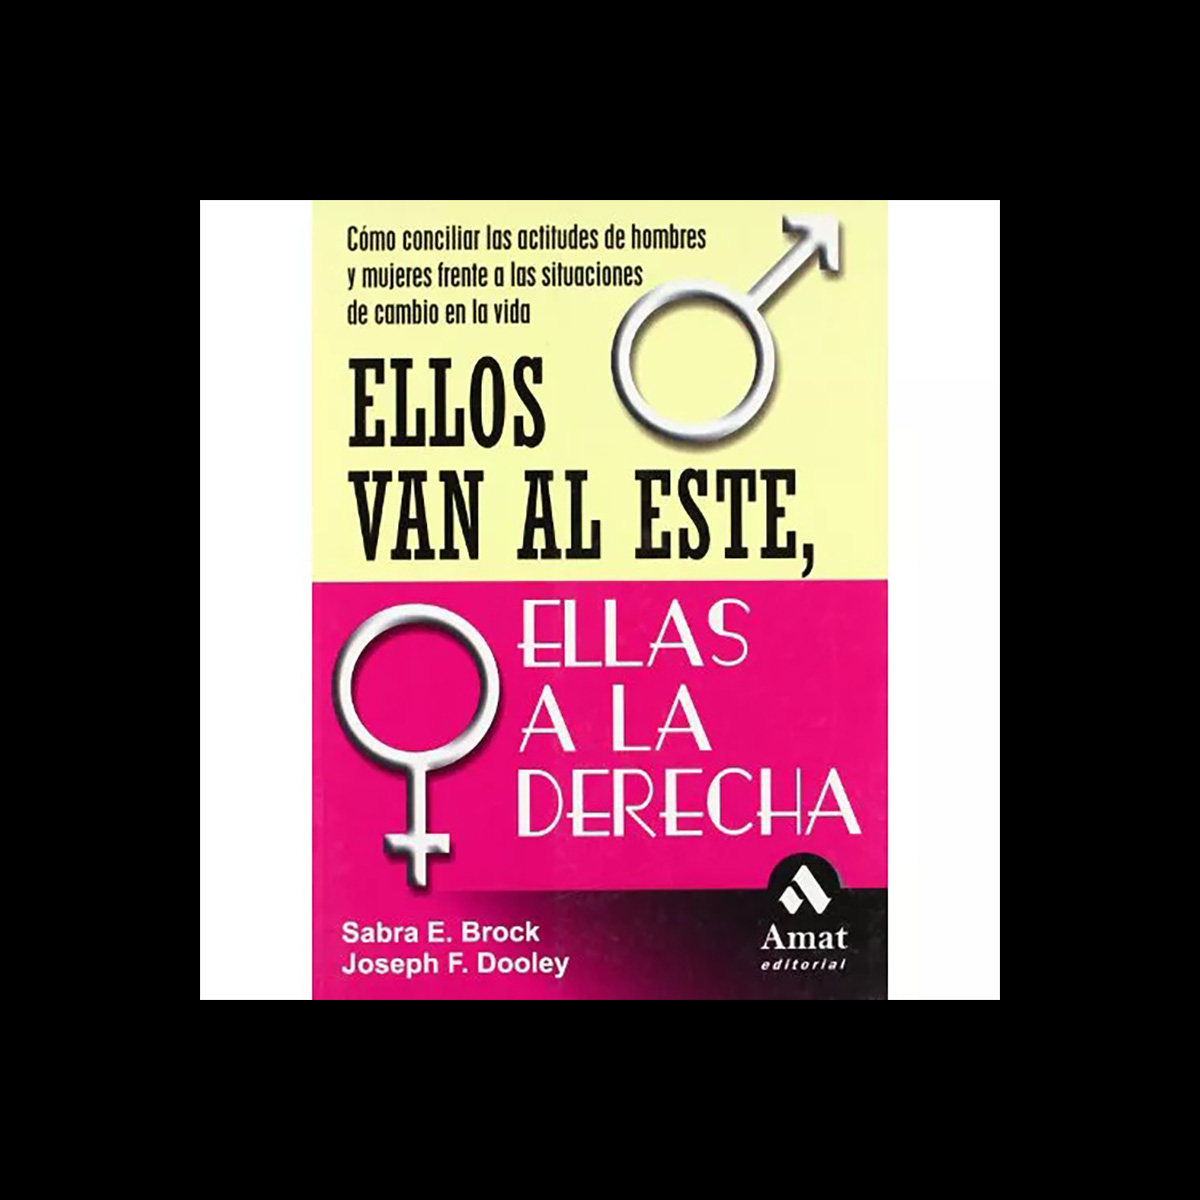 Cómo conciliar las actitudes de hombres
y mujeres frente a las situaciones
de cambio en la vida
ELLOS
VAN AL ESTE,
ELLAS
A LA
DERECHA
Sabra E. Brock
Joseph F. Dooley
Amat
editorial